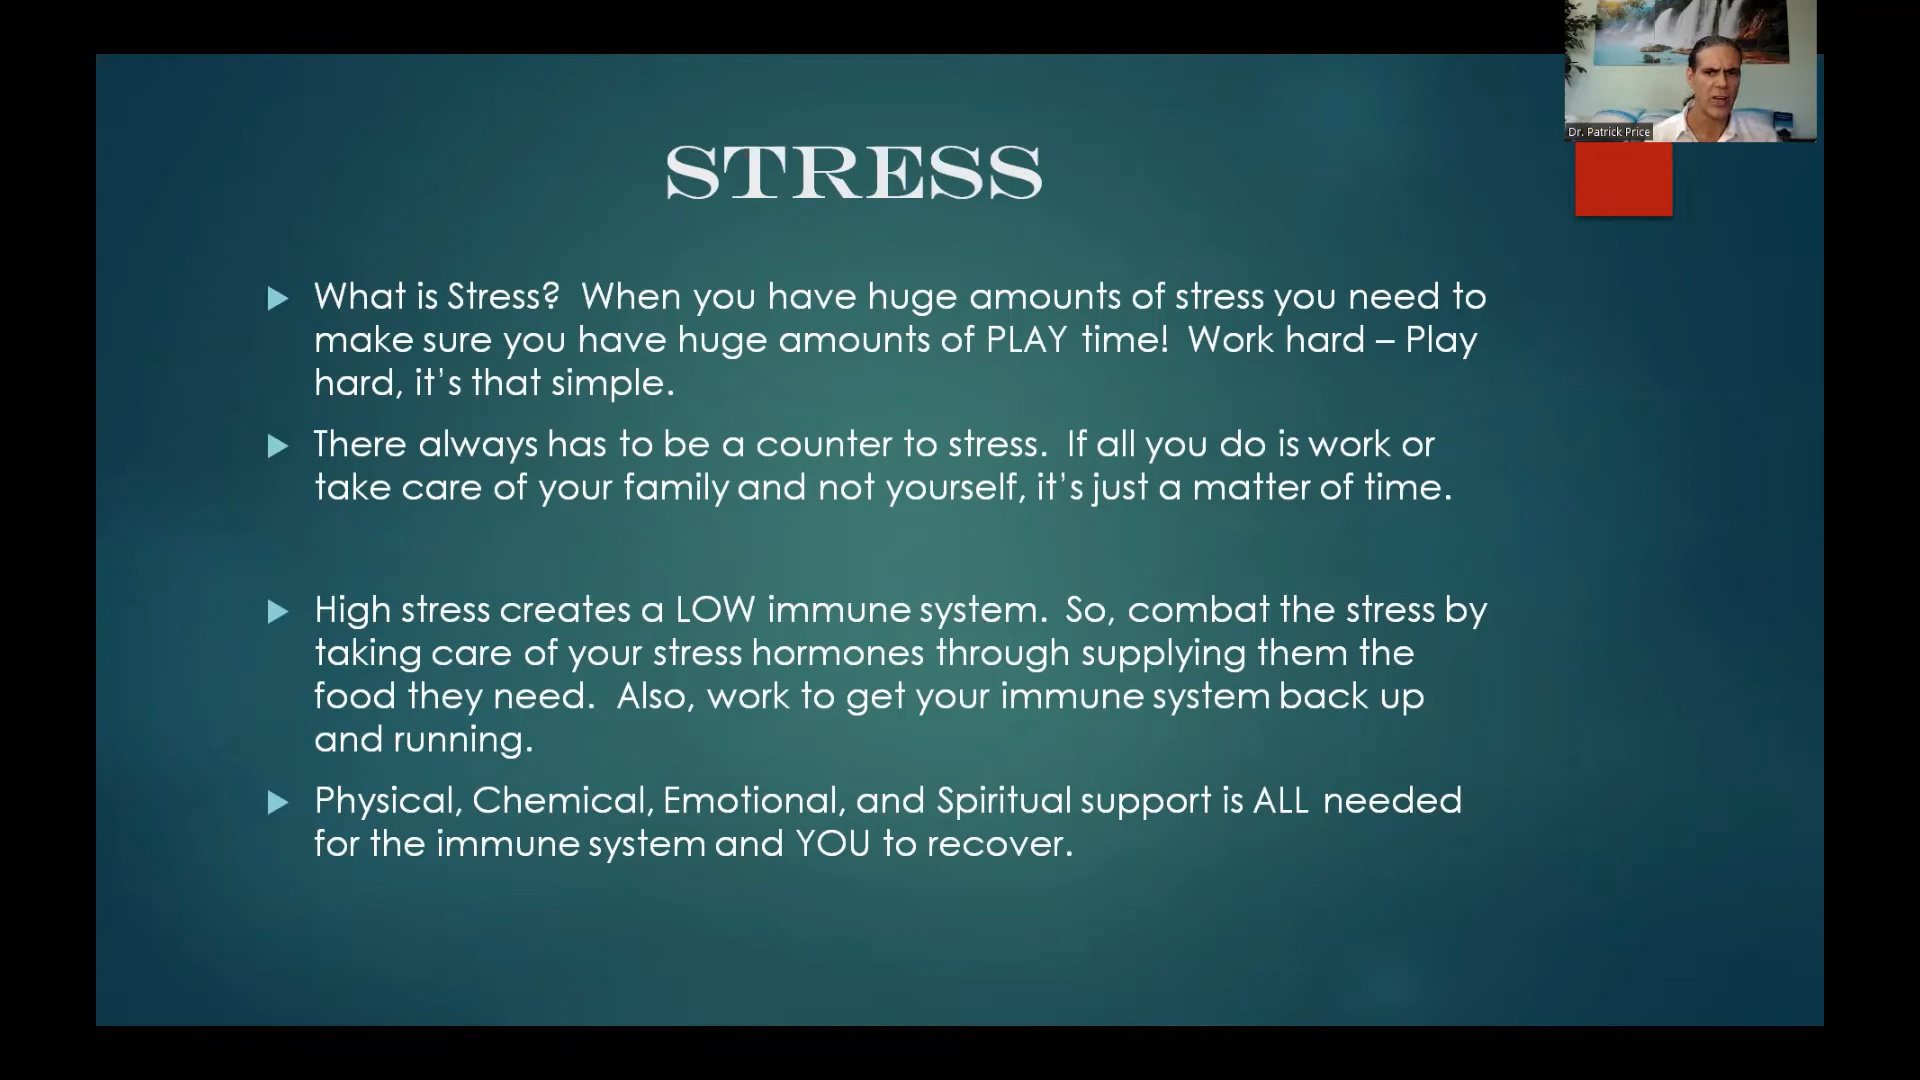 Dr. Patrick Price
STRESS
What is Stress?  When you have huge amounts of stress you need to
make sure you have huge amounts of PLAY time!  Work hard – Play
hard, it's that simple.
There always has to be a counter to stress.  If all you do is work or
take care of your family and not yourself, it's just a matter of time.
High stress creates a LOW immune system.  So, combat the stress by
taking care of your stress hormones through supplying them the
food they need.  Also, work to get your immune system back up
and running.
Physical, Chemical, Emotional, and Spiritual support is ALL needed
for the immune system and YOU to recover.